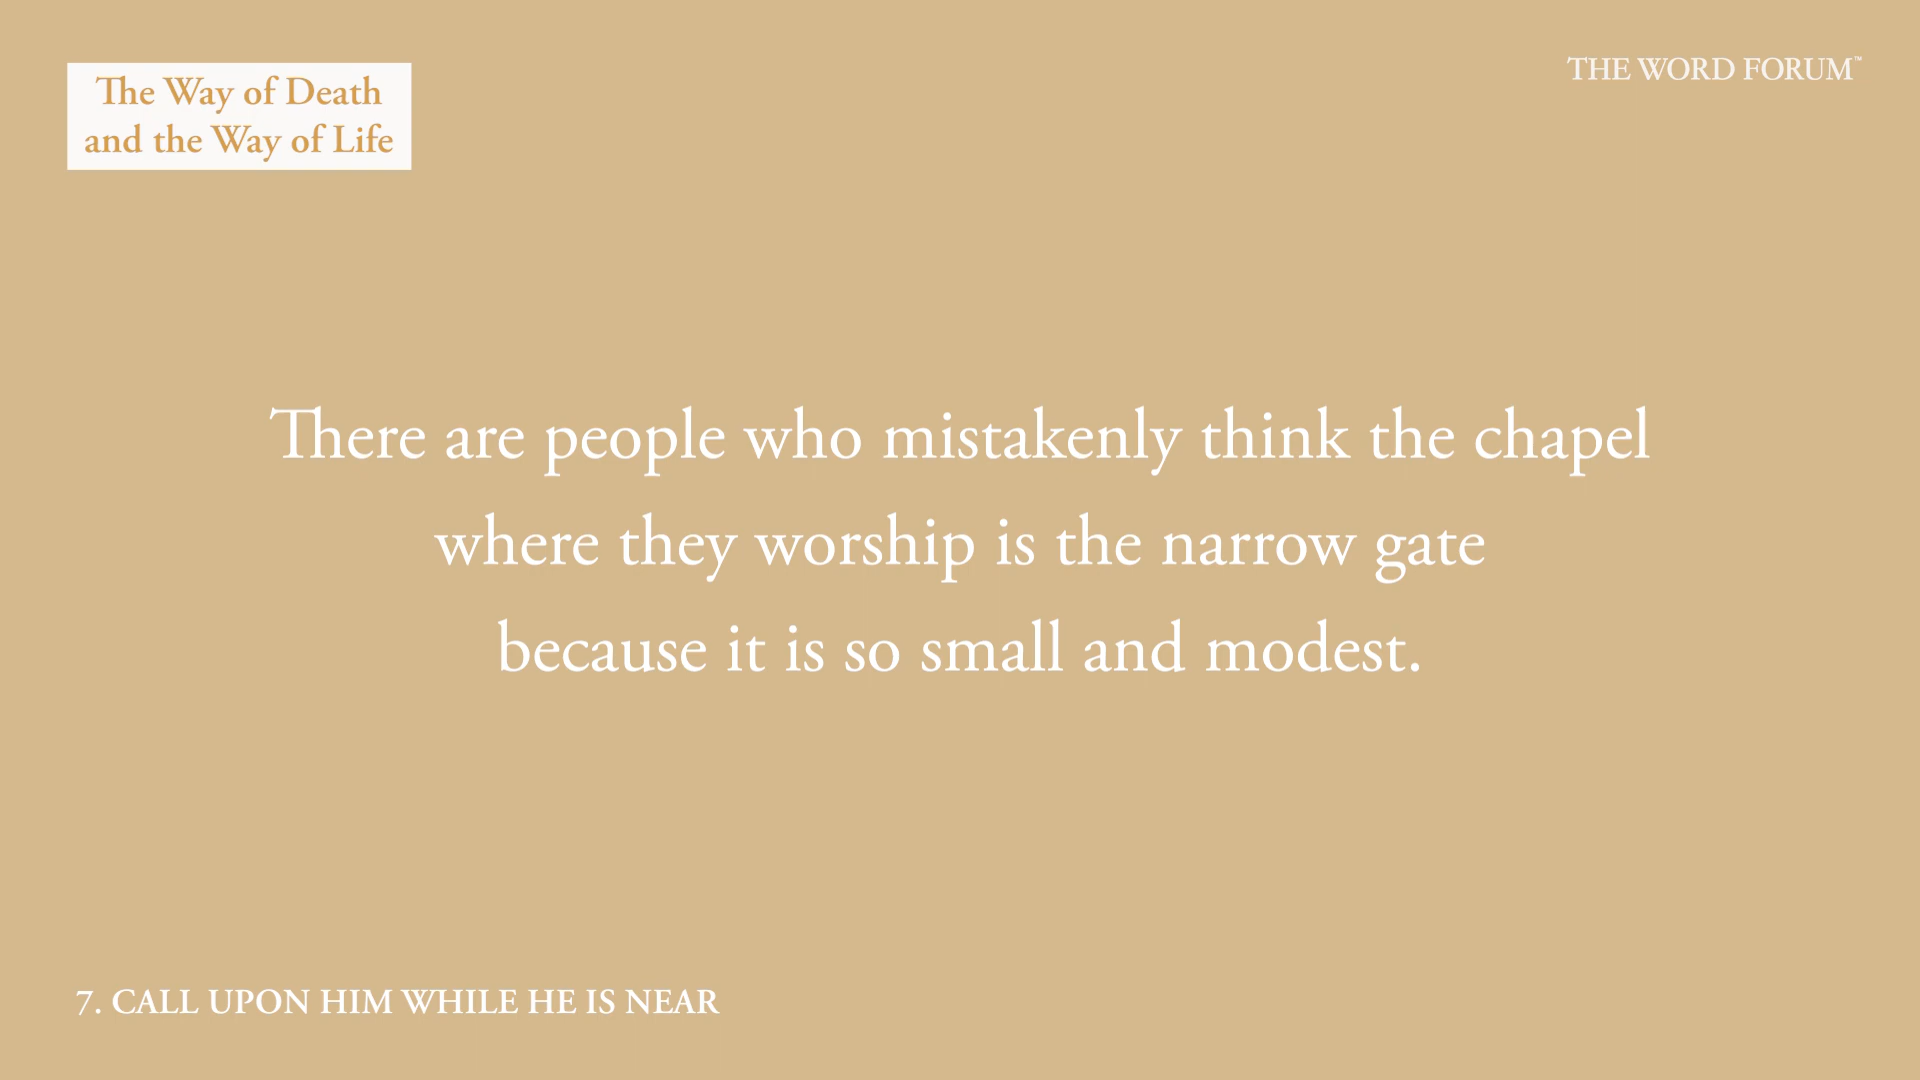 The Way of Death
and the Way of Life
THE WORD FORUM™
There are people who mistakenly think the chapel
where they worship is the narrow gate
because it is so small and modest.
7. CALL UPON HIM WHILE HE IS NEAR